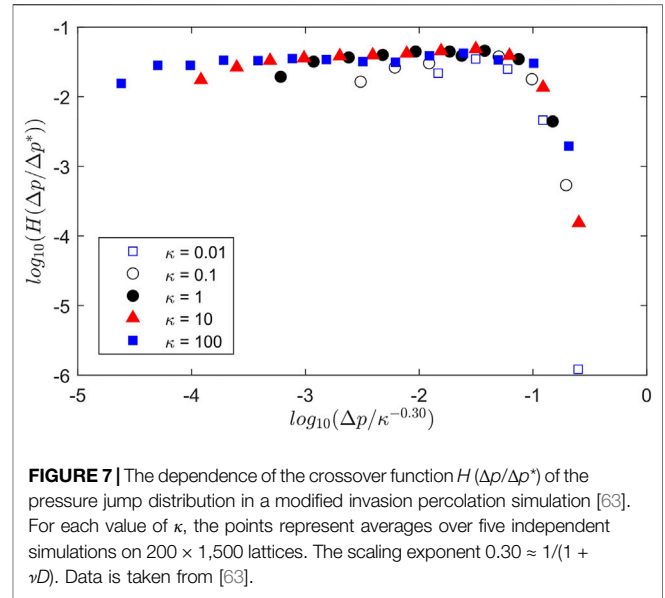 -1
-2
-3
-4
-5
-6
log₁₀(H(Δp/Δp*))
κ = 0.01
κ = 0.1
κ = 1
κ = 10
κ = 100
-5 -4 -3 -2 -1 0
log₁₀(Δp/κ⁻⁰·³⁰)
FIGURE 7 | The dependence of the crossover function H (Δp/Δp*) of the
pressure jump distribution in a modified invasion percolation simulation [63].
For each value of κ, the points represent averages over five independent
simulations on 200 × 1,500 lattices. The scaling exponent 0.30 ≈ 1/(1 +
νD). Data is taken from [63].